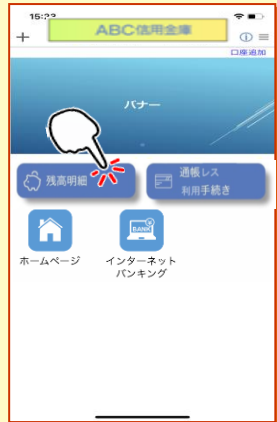 15:22
ABC信用金庫
口座追加
バナー
残高明細
通帳レス
利用手続き
BANK
ホームページ
インターネット
バンキング